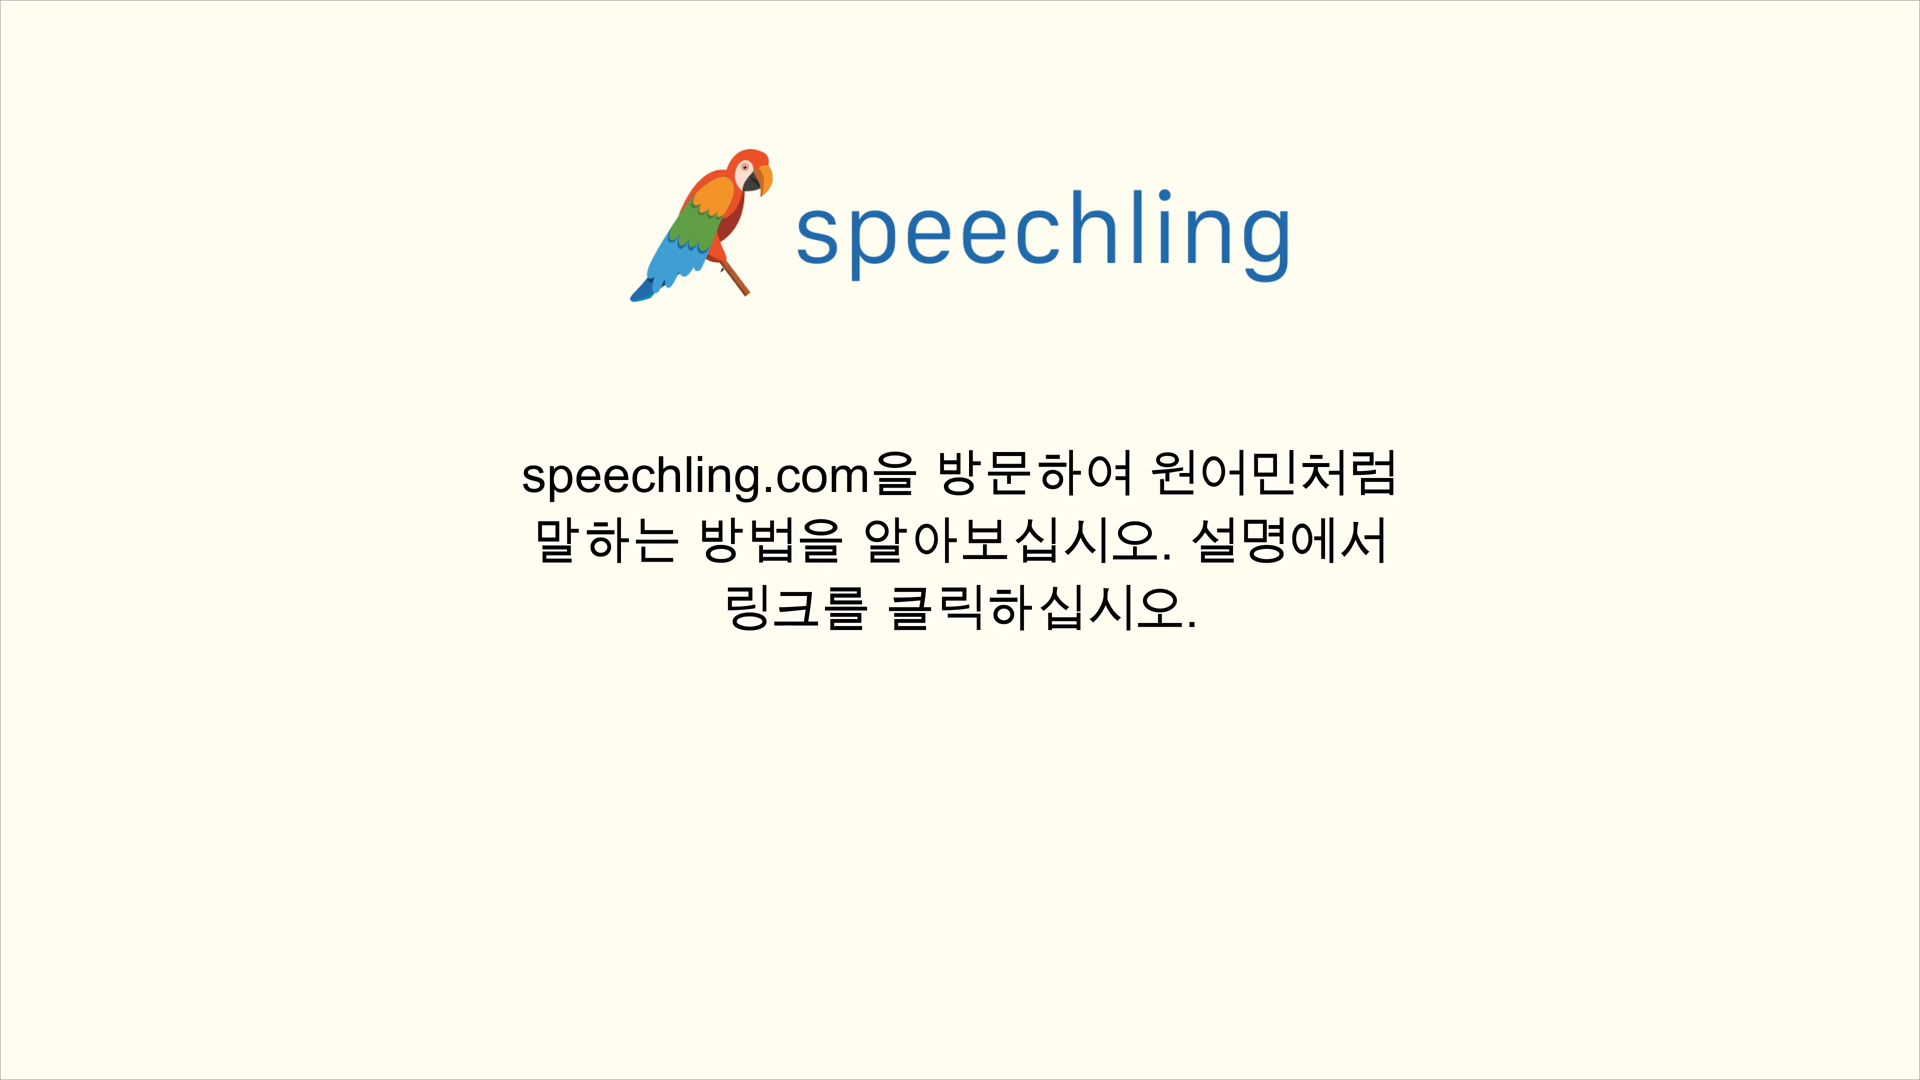 speechling
speechling.com을 방문하여 원어민처럼
말하는 방법을 알아보십시오. 설명에서
링크를 클릭하십시오.